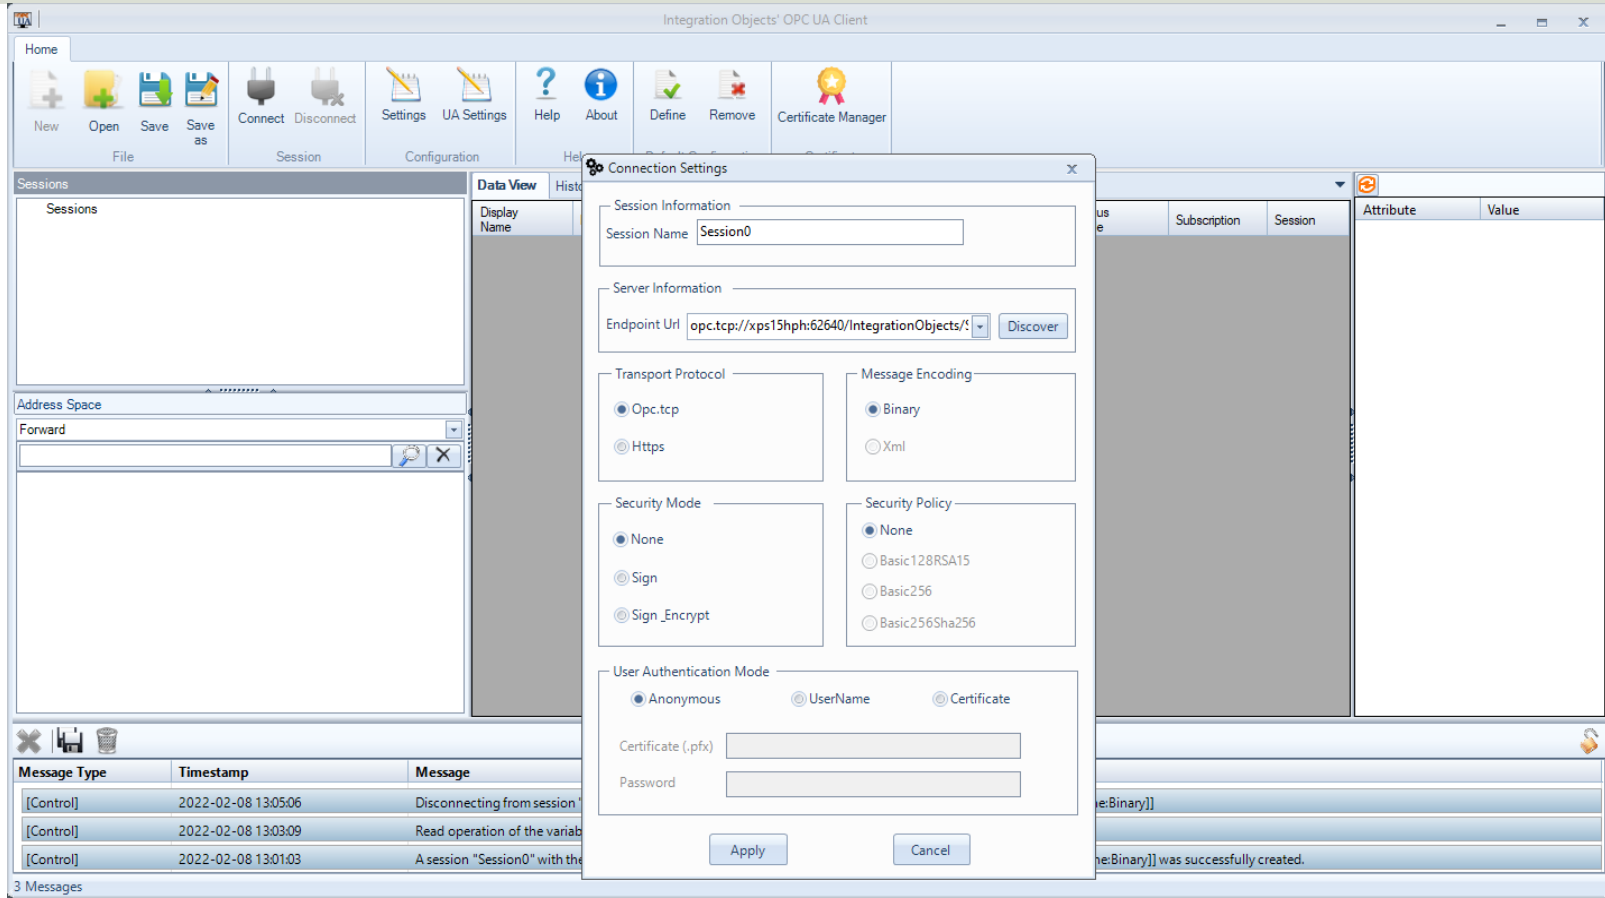 UA
Integration Objects' OPC UA Client
Home
New
Open
Save
Save as
Connect
Disconnect
Settings
UA Settings
Help
About
Define
Remove
Certificate Manager
File
Session
Configuration
Sessions
Sessions
Data View
Display Name
Subscription
Session
Attribute
Value
Address Space
Forward
Connection Settings
Session Information
Session Name Session0
Server Information
Endpoint Url opc.tcp://xps15hph:62640/IntegrationObjects/
Discover
Transport Protocol
Opc.tcp
Https
Message Encoding
Binary
Xml
Security Mode
None
Sign
Sign_Encrypt
Security Policy
None
Basic128RSA15
Basic256
Basic256Sha256
User Authentication Mode
Anonymous
UserName
Certificate
Certificate (.pfx)
Password
Apply
Cancel
Message Type Timestamp Message
[Control] 2022-02-08 13:05:06 Disconnecting from session " :Binary]]
[Control] 2022-02-08 13:03:09 Read operation of the
[Control] 2022-02-08 13:01:03 A session "Session0" with the :Binary]] was successfully created.
3 Messages